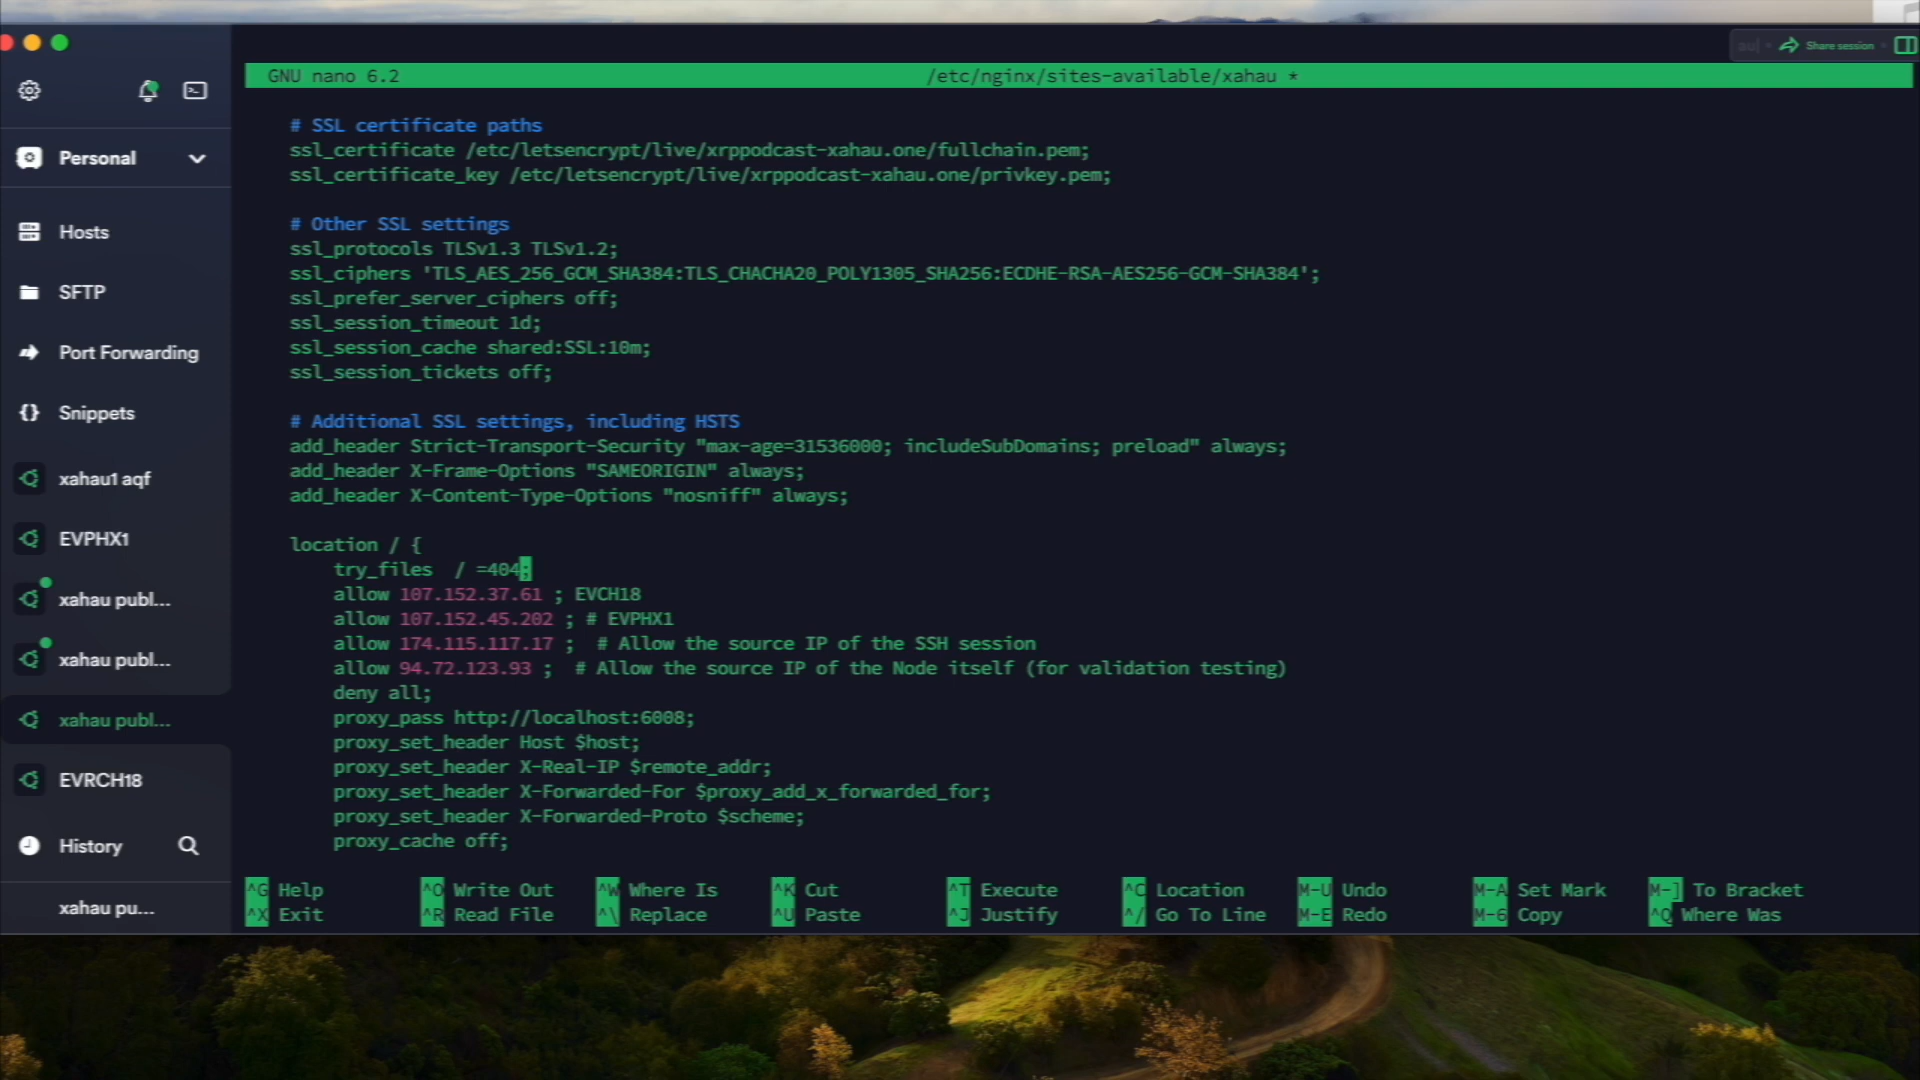 Share session
GNU nano 6.2 /etc/nginx/sites-available/xahau *
Personal
Hosts
SFTP
Port Forwarding
Snippets
xahau1 aqf
EVPHX1
xahau publ...
xahau publ...
xahau publ...
EVRCH18
History
xahau pu...
# SSL certificate paths
ssl_certificate /etc/letsencrypt/live/xrppodcast-xahau.one/fullchain.pem;
ssl_certificate_key /etc/letsencrypt/live/xrppodcast-xahau.one/privkey.pem;
# Other SSL settings
ssl_protocols TLSv1.3 TLSv1.2;
ssl_ciphers 'TLS_AES_256_GCM_SHA384:TLS_CHACHA20_POLY1305_SHA256:ECDHE-RSA-AES256-GCM-SHA384';
ssl_prefer_server_ciphers off;
ssl_session_timeout 1d;
ssl_session_cache shared:SSL:10m;
ssl_session_tickets off;
# Additional SSL settings, including HSTS
add_header Strict-Transport-Security "max-age=31536000; includeSubDomains; preload" always;
add_header X-Frame-Options "SAMEORIGIN" always;
add_header X-Content-Type-Options "nosniff" always;
location / {
try_files  / =404;
allow 107.152.37.61 ; EVCH18
allow 107.152.45.202 ; # EVPHX1
allow 174.115.117.17 ;  # Allow the source IP of the SSH session
allow 94.72.123.93 ;  # Allow the source IP of the Node itself (for validation testing)
deny all;
proxy_pass http://localhost:6008;
proxy_set_header Host $host;
proxy_set_header X-Real-IP $remote_addr;
proxy_set_header X-Forwarded-For $proxy_add_x_forwarded_for;
proxy_set_header X-Forwarded-Proto $scheme;
proxy_cache off;
^G Help ^O Write Out ^W Where Is ^K Cut ^T Execute ^C Location M-U Undo M-A Set Mark M-] To Bracket
^X Exit ^R Read File ^\ Replace ^U Paste ^J Justify ^/ Go To Line M-E Redo M-6 Copy ^Q Where Was